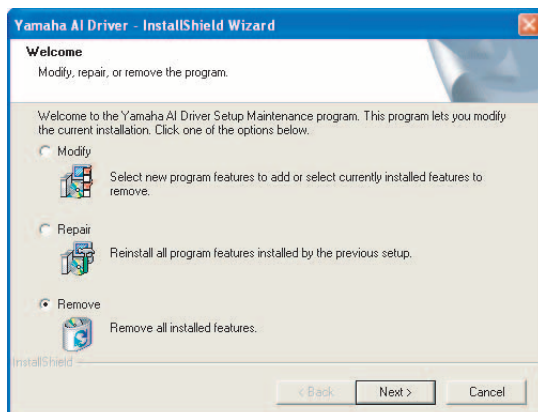 Yamaha AI Driver - InstallShield Wizard
Welcome
Modify, repair, or remove the program.
Welcome to the Yamaha AI Driver Setup Maintenance program. This program lets you modify
the current installation. Click one of the options below.
Modify
Select new program features to add or select currently installed features to
remove.
Repair
Reinstall all program features installed by the previous setup.
Remove
Remove all installed features.
InstallShield
< Back
Next >
Cancel